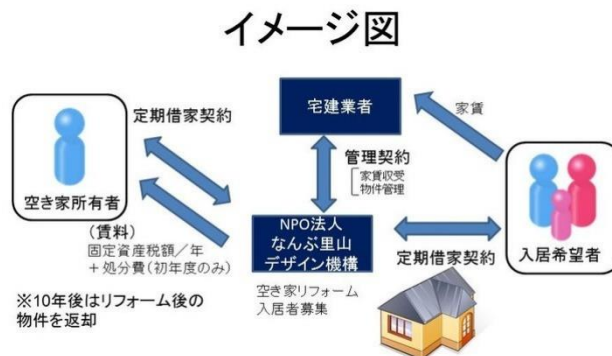 イメージ図
宅建業者
家賃
定期借家契約
管理契約
家賃収受
物件管理
空き家所有者
(賃料)
固定資産税額/年
+処分費(初年度のみ)
NPO法人
なんぶ里山
デザイン機構
定期借家契約
入居希望者
空き家リフォーム
入居者募集
※10年後はリフォーム後の
物件を返却